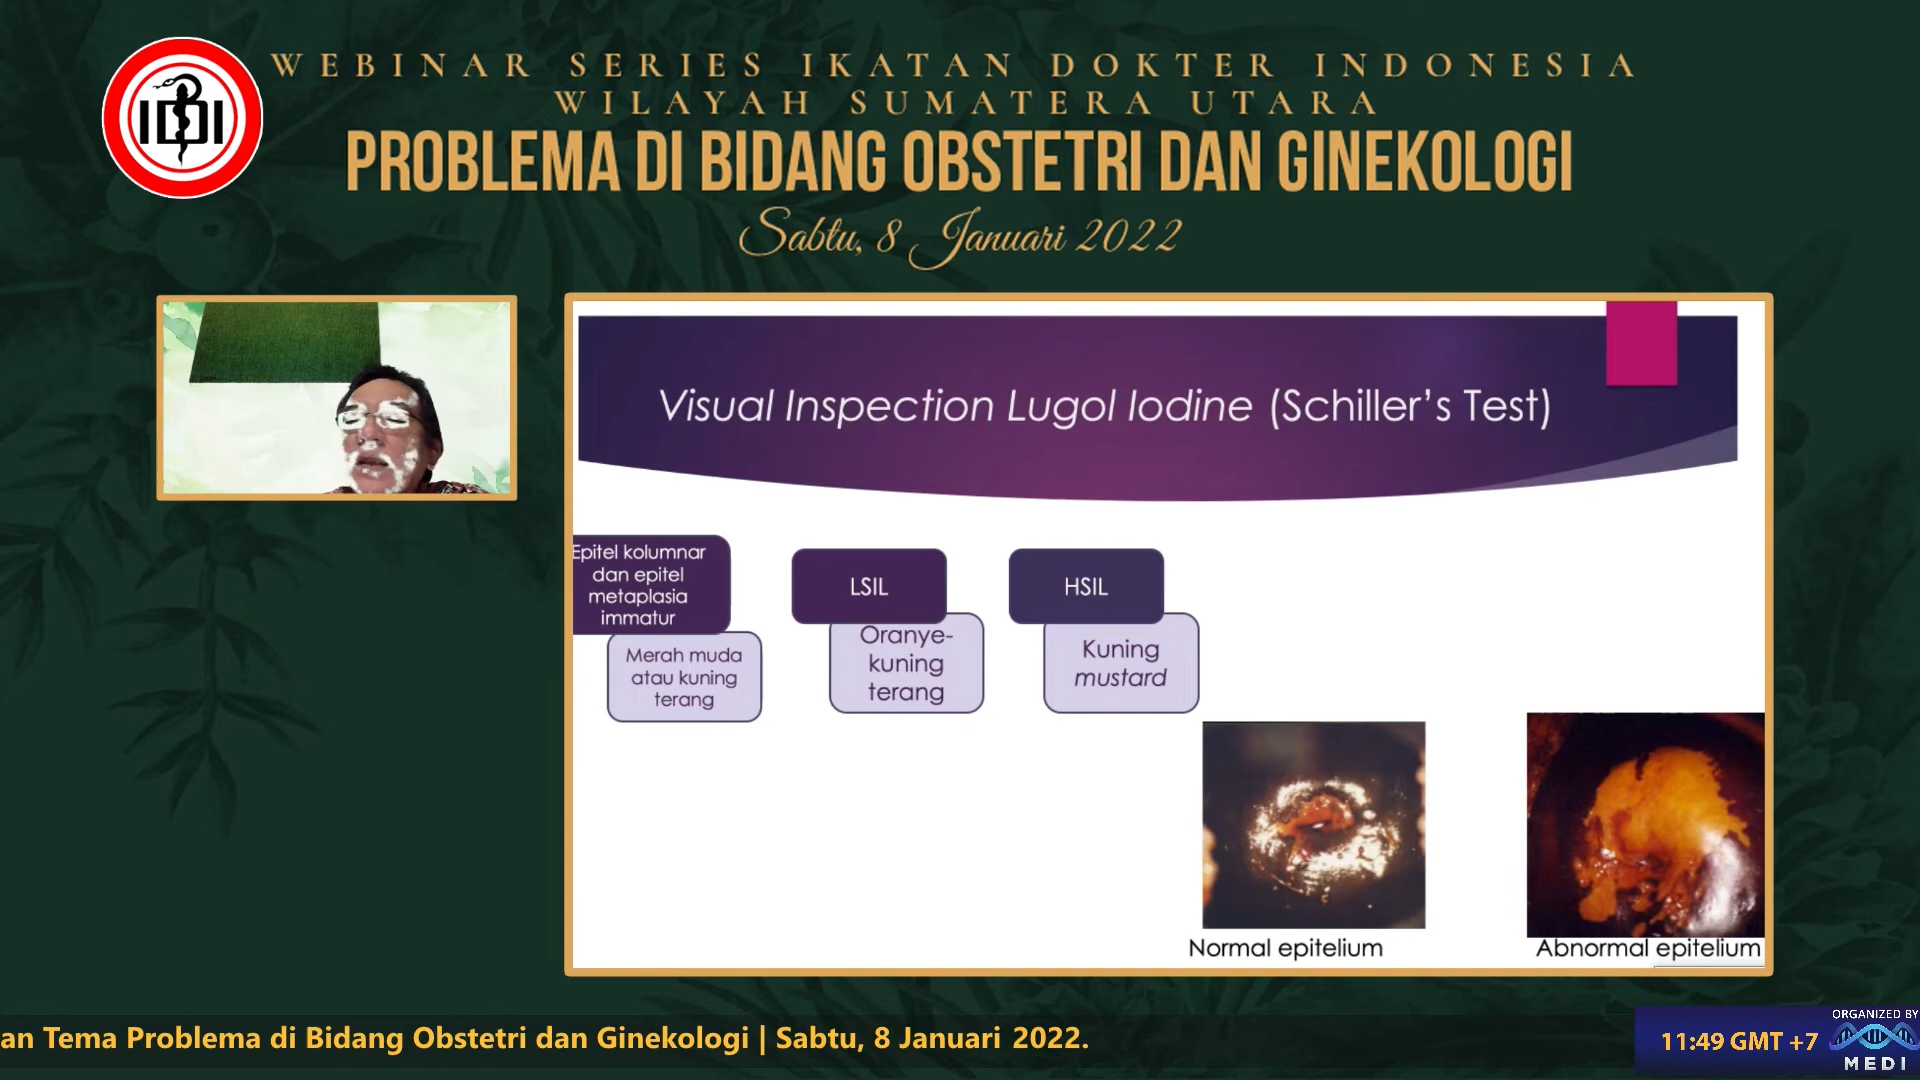 WEBINAR SERIES IKATAN DOKTER INDONESIA
WILAYAH SUMATERA UTARA
PROBLEMA DI BIDANG OBSTETRI DAN GINEKOLOGI
Sabtu, 8 Januari 2022
IDI
Visual Inspection Lugol Iodine (Schiller's Test)
Epitel kolumnar
dan epitel
metaplasia
immatur
Merah muda
atau kuning
terang
LSIL
Oranye-
kuning
terang
HSIL
Kuning
mustard
Normal epitelium
Abnormal epitelium
an Tema Problema di Bidang Obstetri dan Ginekologi | Sabtu, 8 Januari 2022.
11:49 GMT +7
ORGANIZED BY
MEDI